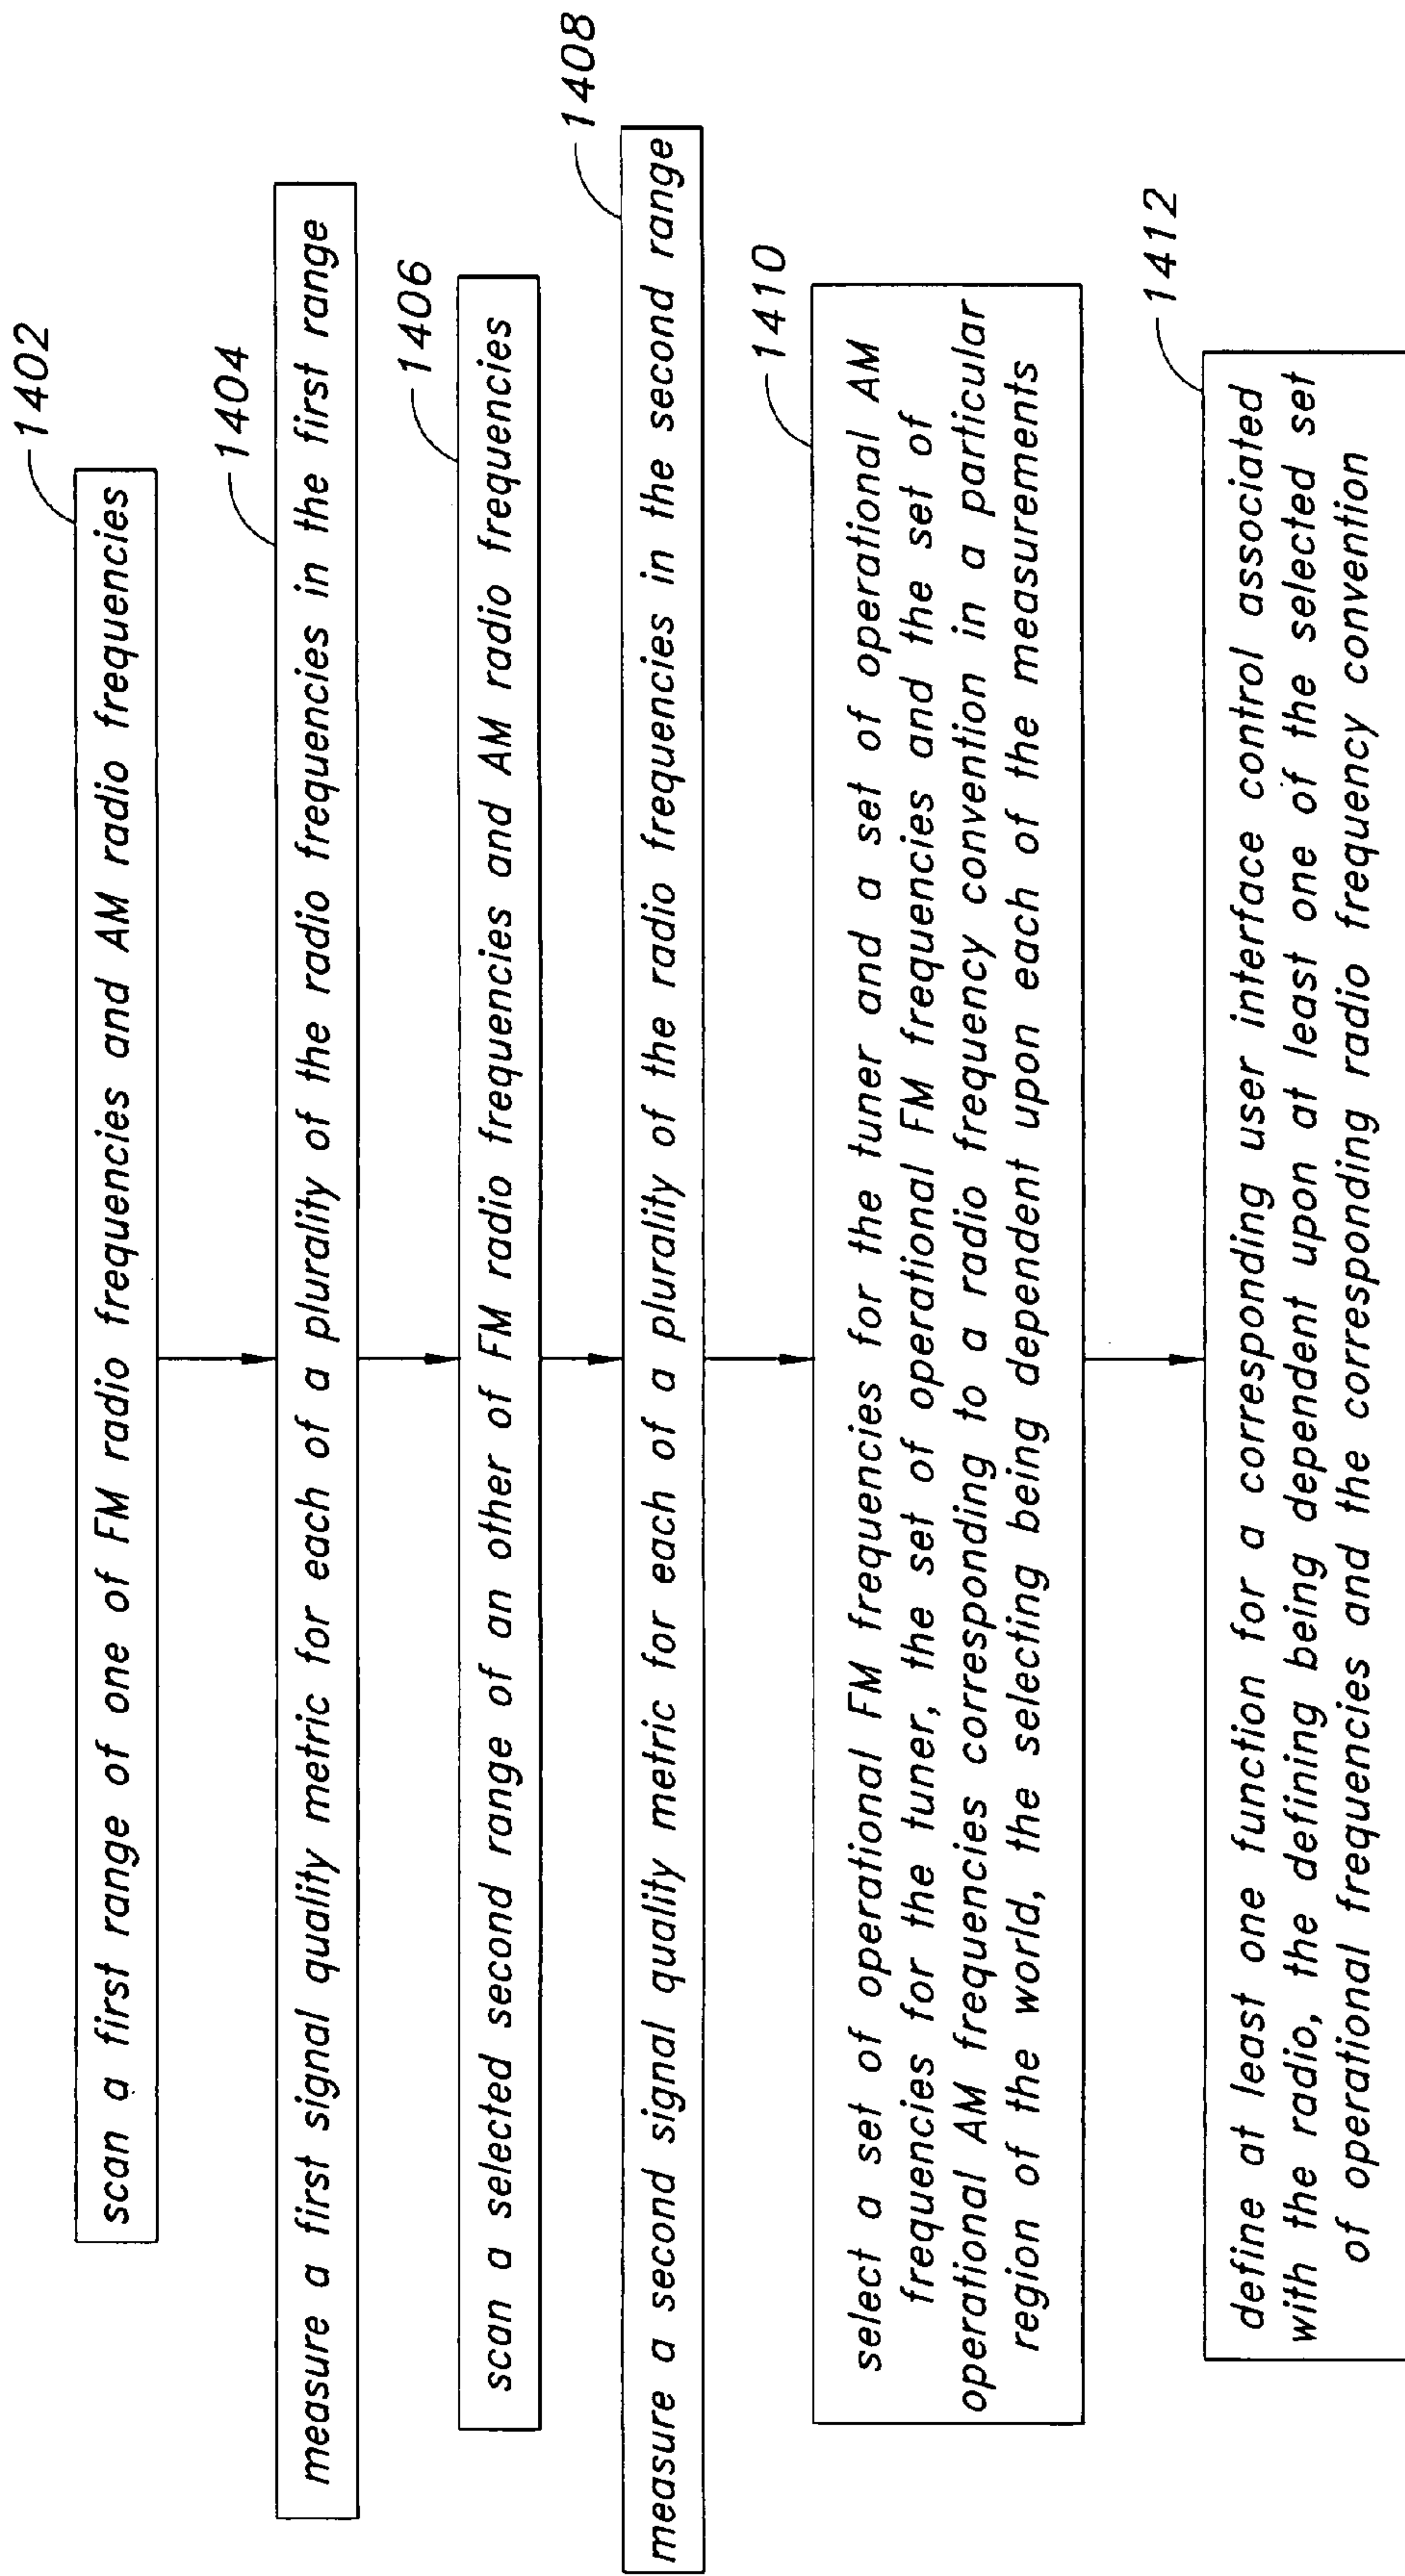 1402
scan a first range of one of FM radio frequencies and AM radio frequencies
1404
measure a first signal quality metric for each of a plurality of the radio frequencies in the first range
1406
scan a selected second range of an other of FM radio frequencies and AM radio frequencies
1408
measure a second signal quality metric for each of a plurality of the radio frequencies in the second range
1410
select a set of operational FM frequencies for the tuner and a set of operational AM
frequencies for the tuner, the set of operational FM frequencies and the set of
operational AM frequencies corresponding to a radio frequency convention in a particular
region of the world, the selecting being dependent upon each of the measurements
1412
define at least one function for a corresponding user interface control associated
with the radio, the defining being dependent upon at least one of the selected set
of operational frequencies and the corresponding radio frequency convention